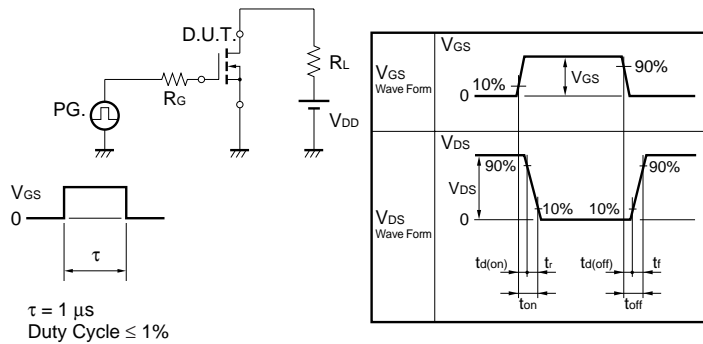 D.U.T.
RL
RG
PG.
VDD
VGS
0
τ
τ = 1 μs
Duty Cycle ≤ 1%
VGS
Wave Form
VGS
10%
VGS
90%
0
VDS
Wave Form
VDS
90%
90%
VDS
10%
10%
0
td(on)
tr
td(off)
tf
ton
toff